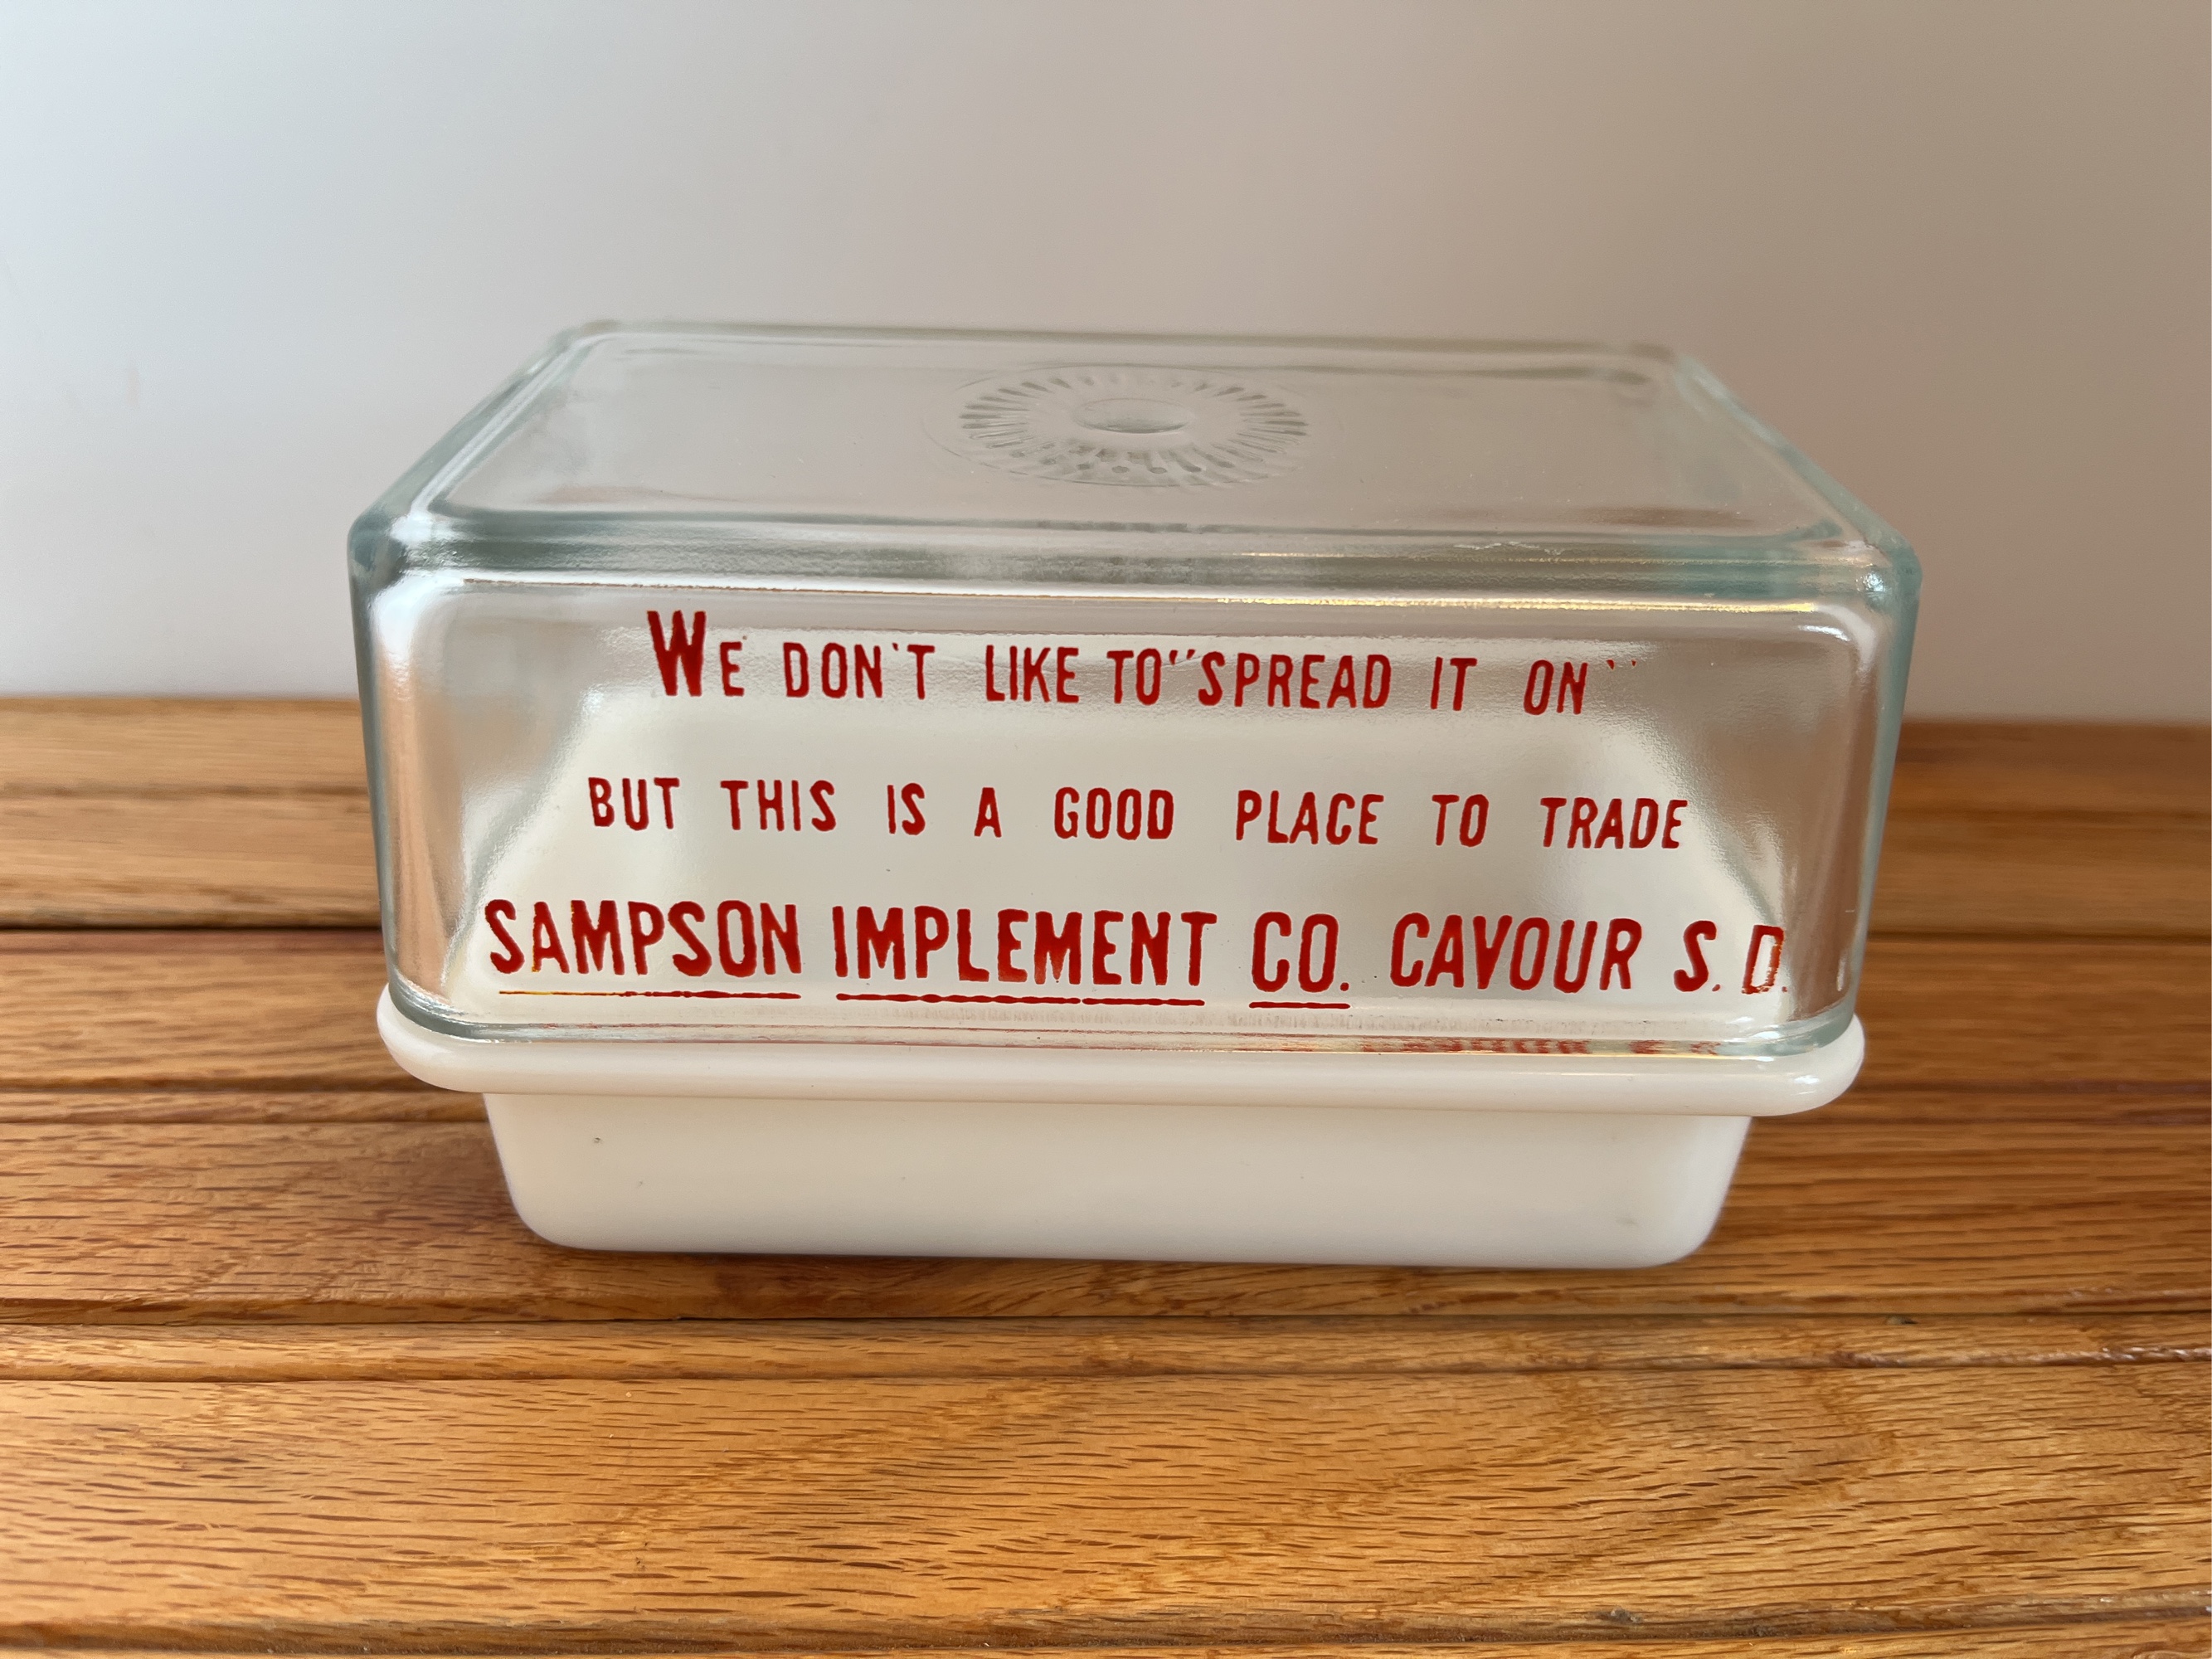 WE DON'T LIKE TO "SPREAD IT ON"
BUT THIS IS A GOOD PLACE TO TRADE
SAMPSON IMPLEMENT CO. CAVOUR S. D.